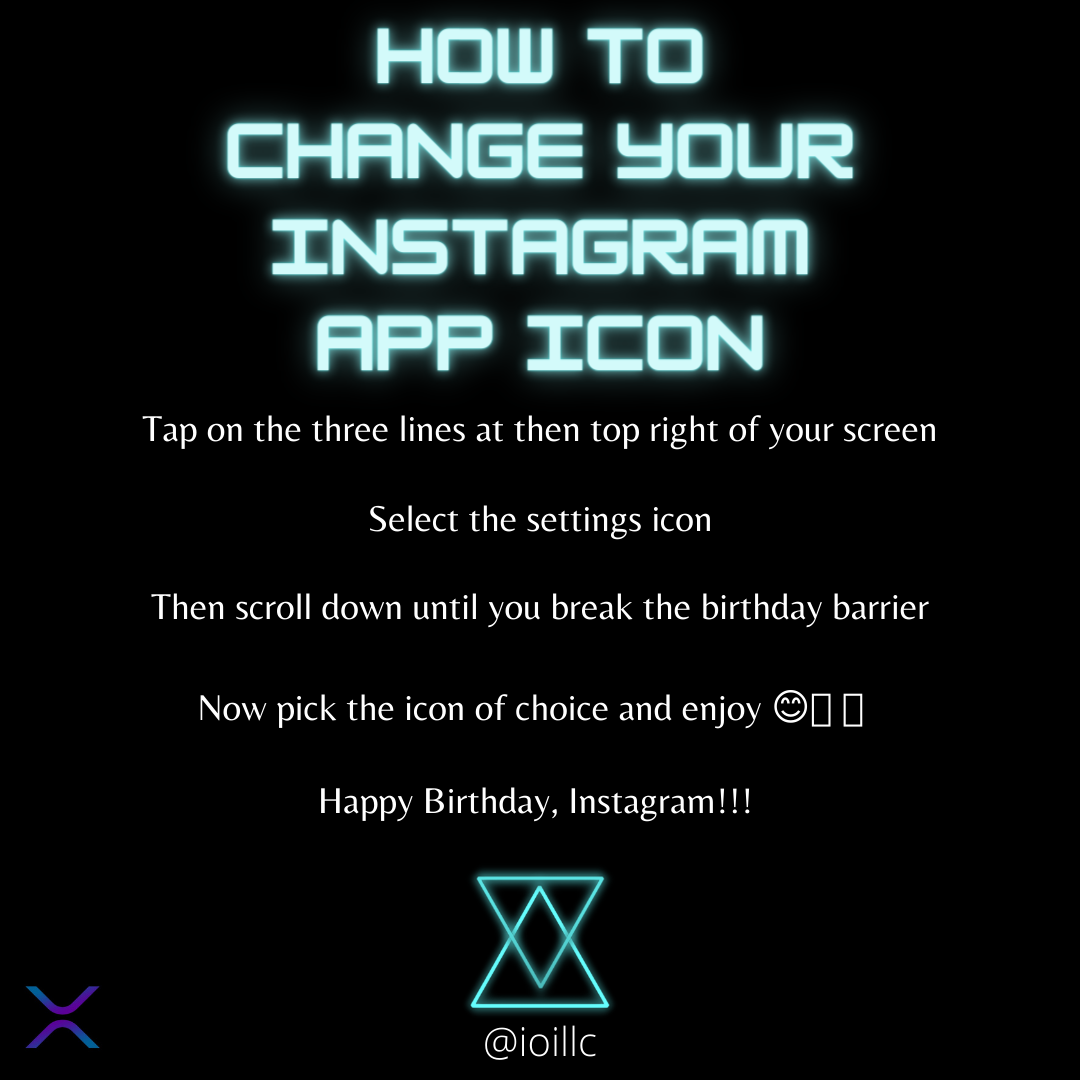 HOW TO
CHANGE YOUR
INSTAGRAM
APP ICON
Tap on the three lines at then top right of your screen
Select the settings icon
Then scroll down until you break the birthday barrier
Now pick the icon of choice and enjoy 😊▯ ▯
Happy Birthday, Instagram!!!
@ioillc